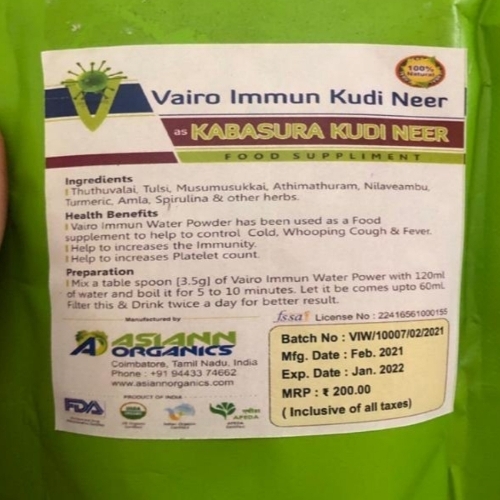 100%
Natural
Vairo Immun Kudi Neer
as KABASURA KUDI NEER
FOOD SUPPLIMENT
Ingredients
Thuthuvalai, Tulsi, Musumusukkai, Athimathuram, Nilaveambu,
Turmeric, Amla, Spirulina & other herbs.
Health Benefits
Vairo Immun Water Powder has been used as a Food
supplement to help to control Cold, Whooping Cough & Fever.
Help to increases the Immunity.
Help to increases Platelet count.
Preparation
Mix a table spoon [3.5g] of Vairo Immun Water Power with 120ml
of water and boil it for 5 to 10 minutes. Let it be comes upto 60ml.
Filter this & Drink twice a day for better result.
Manufactured by
fssai License No : 22416561000155
ASIANN
ORGANICS
Coimbatore, Tamil Nadu, India
Phone : +91 94433 74662
www.asiannorganics.com
Batch No : VIW/10007/02/2021
Mfg. Date : Feb. 2021
Exp. Date : Jan. 2022
MRP : ₹ 200.00
( Inclusive of all taxes)
PRODUCT OF INDIA
FDA
USDA
APEDA